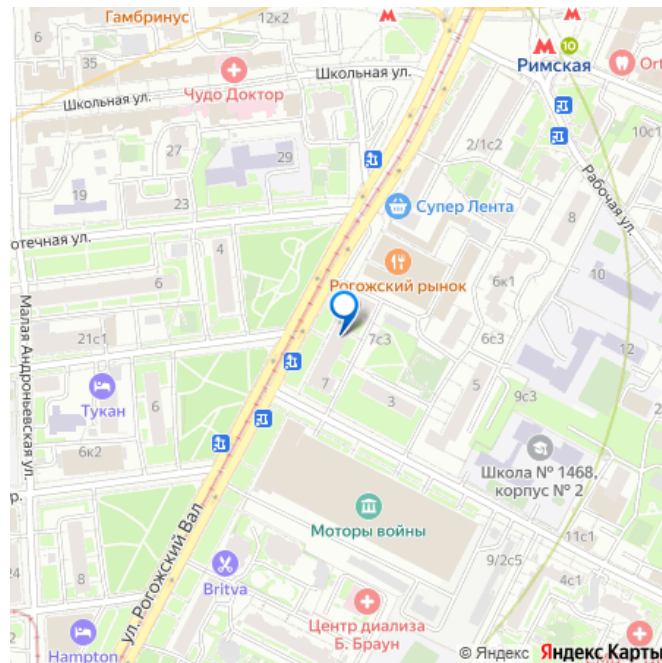 Гамбринус
12к2
6
35
Школьная ул.
Римская
10
Чудо Доктор
Школьная ул.
10с1
2/1с2
27
29
19
23
Супер Лента
Рабочая ул.
8
4
Рогожский рынок
6к1
10
6
21с1
7с3
6с3
12
Малая Андроньевская ул.
Тукан
6
7
3
5
9с3
6к2
Школа № 1468,
корпус № 2
Моторы войны
11с1
ул. Рогожский Вал
24
8
Britva
9/2с5
4с1
Центр диализа
Б. Браун
Hampton
© Яндекс Яндекс Карты